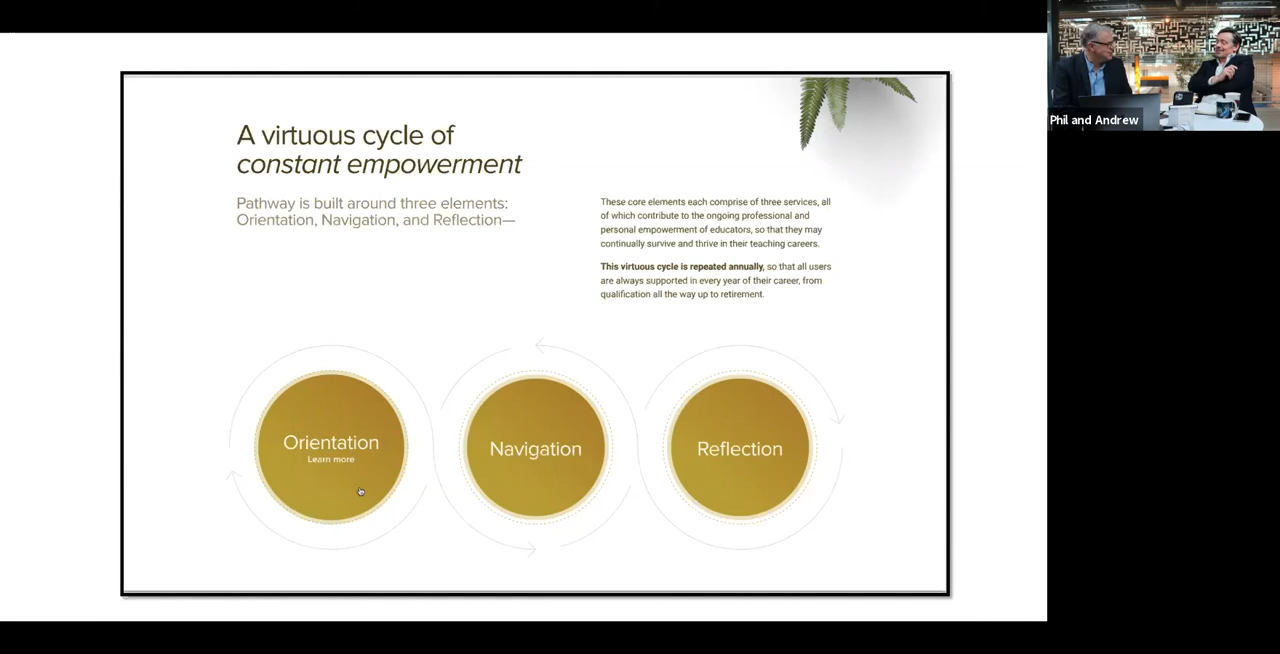 A virtuous cycle of
constant empowerment
Pathway is built around three elements:
Orientation, Navigation, and Reflection—
These core elements each comprise of three services, all
of which contribute to the ongoing professional and
personal empowerment of educators, so that they may
continually survive and thrive in their teaching careers.
This virtuous cycle is repeated annually, so that all users
are always supported in every year of their career, from
qualification all the way up to retirement.
Orientation
Learn more
Navigation
Reflection
Phil and Andrew